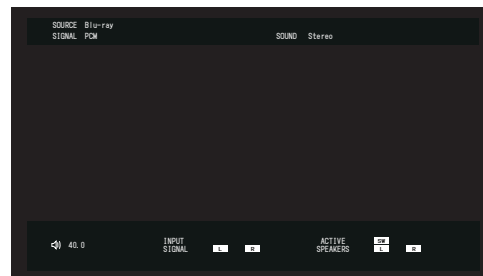 SOURCE Blu-ray
SIGNAL PCM SOUND Stereo
40.0 INPUT SIGNAL L R ACTIVE SPEAKERS SW L R